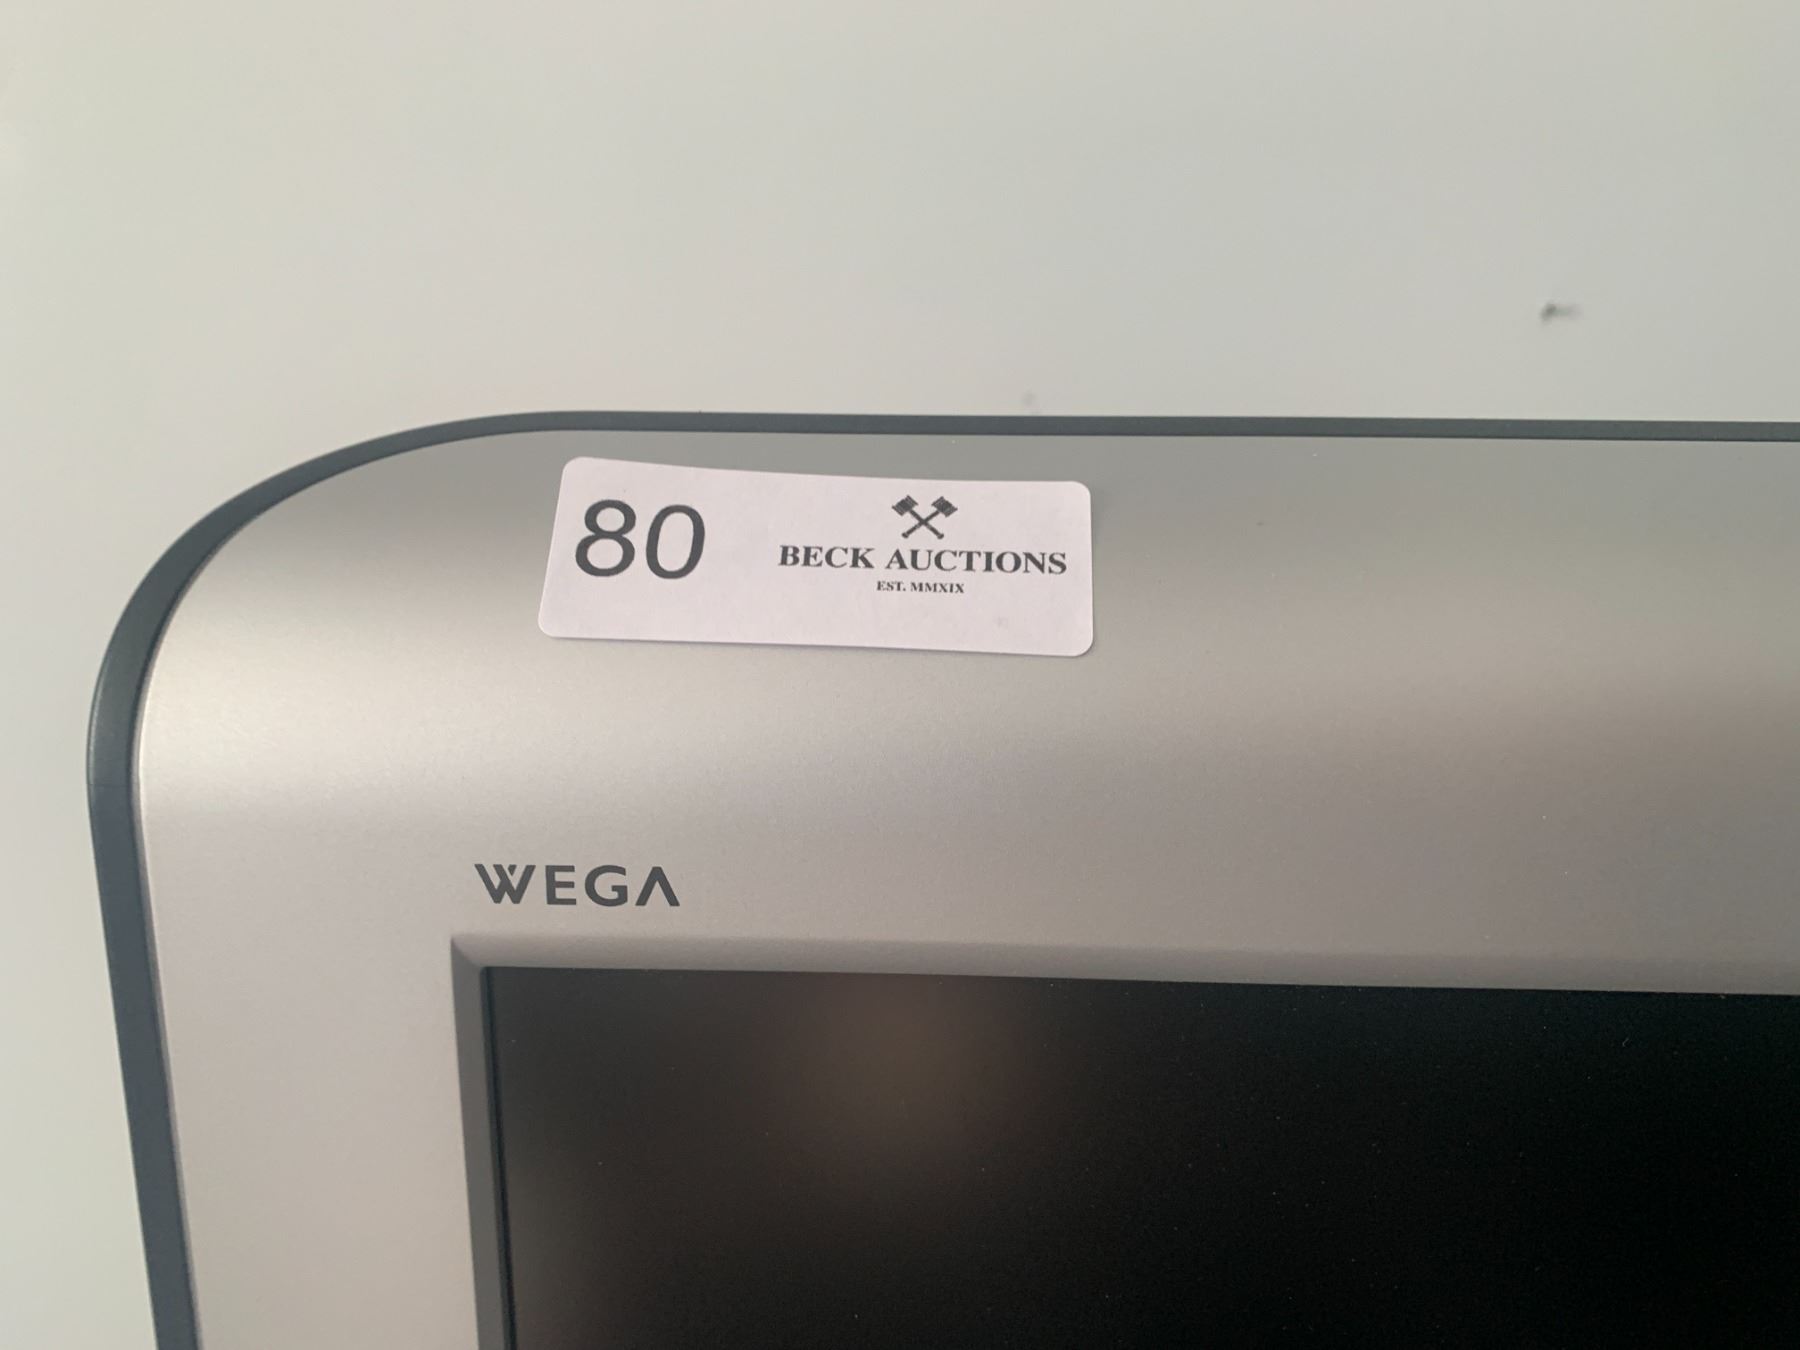 80
BECK AUCTIONS
EST. MMXIX
WEGA